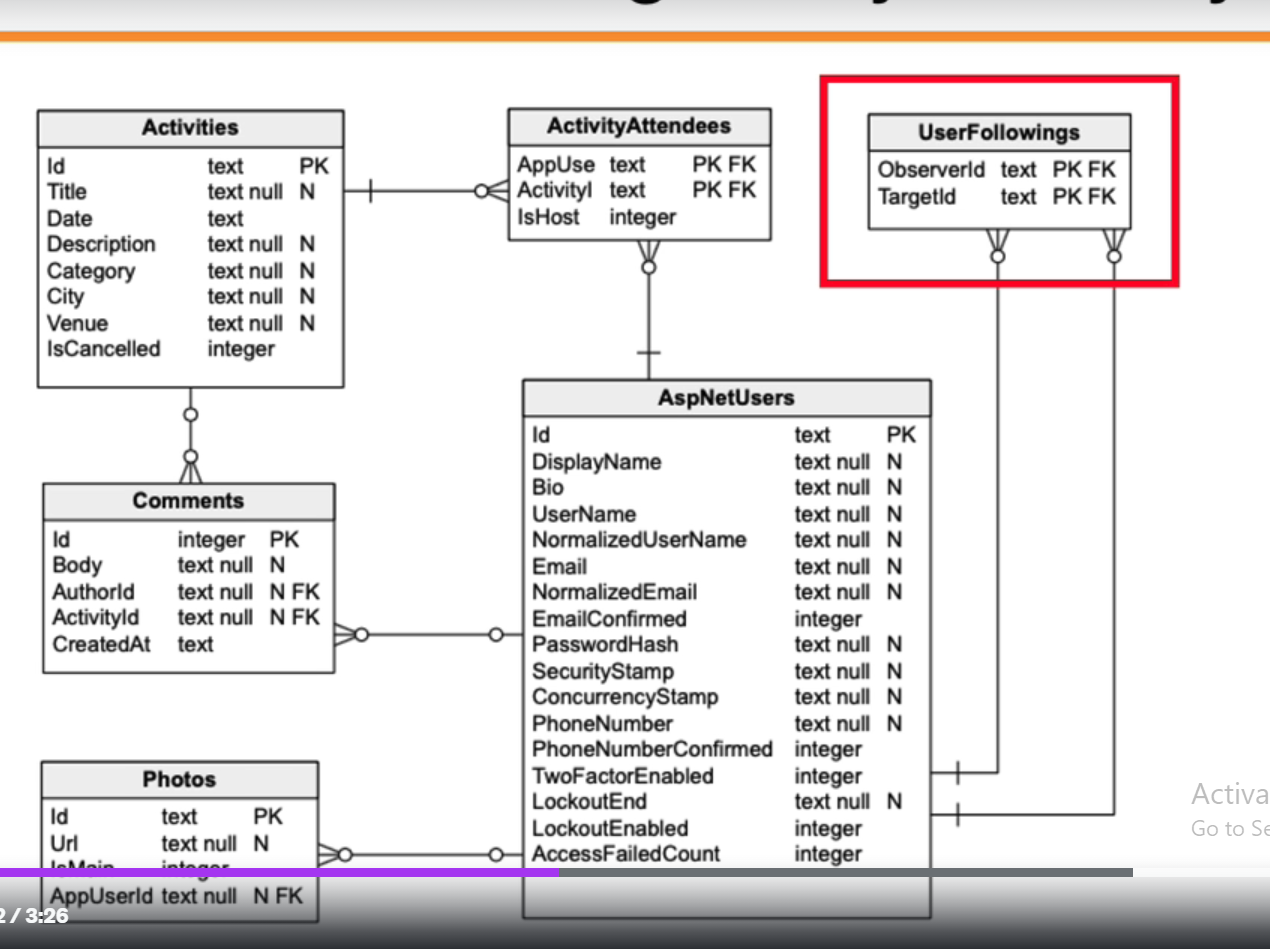 Activities
Id text PK
Title text null N
Date text
Description text null N
Category text null N
City text null N
Venue text null N
IsCancelled integer
ActivityAttendees
AppUse text PK FK
ActivityI text PK FK
IsHost integer
UserFollowings
ObserverId text PK FK
TargetId text PK FK
Comments
Id integer PK
Body text null N
AuthorId text null N FK
ActivityId text null N FK
CreatedAt text
AspNetUsers
Id text PK
DisplayName text null N
Bio text null N
UserName text null N
NormalizedUserName text null N
Email text null N
NormalizedEmail text null N
EmailConfirmed integer
PasswordHash text null N
SecurityStamp text null N
ConcurrencyStamp text null N
PhoneNumber text null N
PhoneNumberConfirmed integer
TwoFactorEnabled integer
LockoutEnd text null N
LockoutEnabled integer
AccessFailedCount integer
Photos
Id text PK
Url text null N
IsMain integer
AppUserId text null N FK
Activa
Go to Se
2 / 3:26